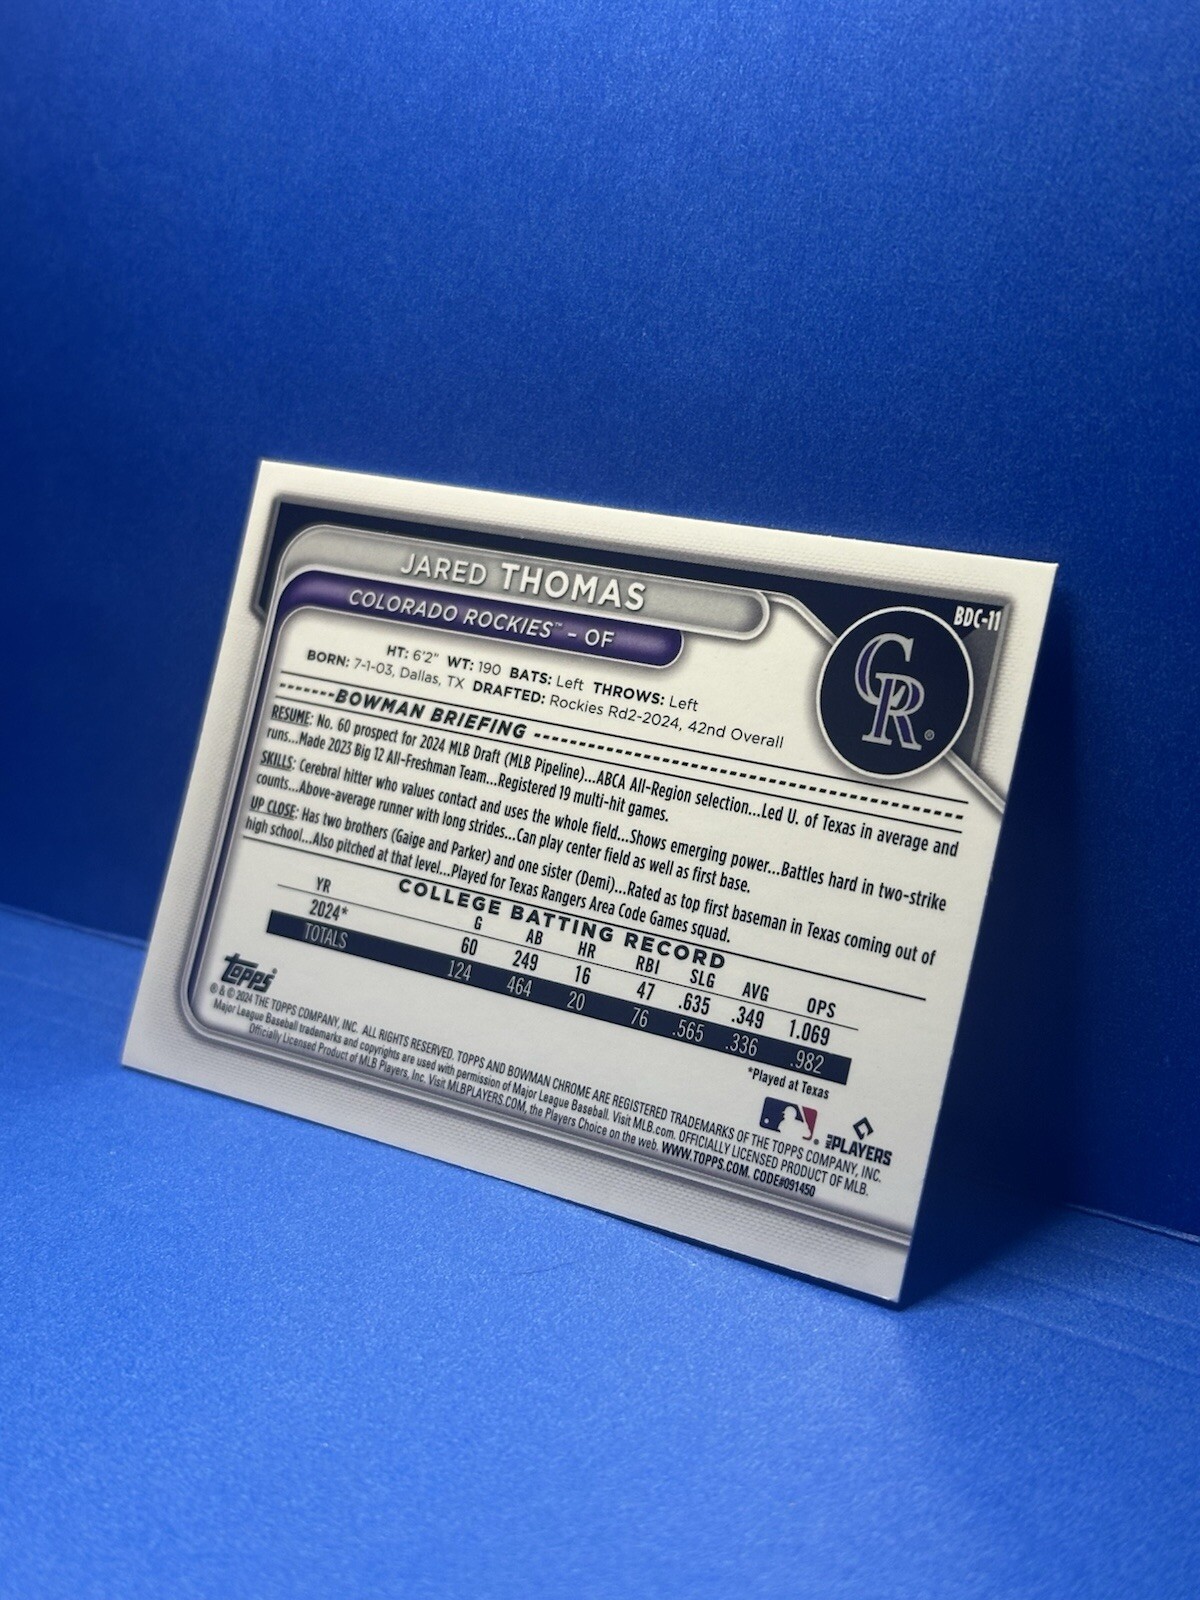 JARED THOMAS
BDC-11
COLORADO ROCKIES™ - OF
CR®
HT: 6'2" WT: 190 BATS: Left THROWS: Left
BORN: 7-1-03, Dallas, TX DRAFTED: Rockies Rd2-2024, 42nd Overall
BOWMAN BRIEFING
RESUME: No. 60 prospect for 2024 MLB Draft (MLB Pipeline)...ABCA All-Region selection...Led U. of Texas in average and
runs...Made 2023 Big 12 All-Freshman Team...Registered 19 multi-hit games.
SKILLS: Cerebral hitter who values contact and uses the whole field...Shows emerging power...Battles hard in two-strike
counts...Above-average runner with long strides...Can play center field as well as first base.
UP CLOSE: Has two brothers (Gaige and Parker) and one sister (Demi)...Rated as top first baseman in Texas coming out of
high school...Also pitched at that level...Played for Texas Rangers Area Code Games squad.
COLLEGE BATTING RECORD
YR G AB HR RBI SLG AVG OPS
2024* 60 249 16 47 .635 .349 1.069
TOTALS 124 464 20 76 .565 .336 .982
*Played at Texas
topps®
MLB PLAYERS
® & © 2024 THE TOPPS COMPANY, INC. ALL RIGHTS RESERVED. TOPPS AND BOWMAN CHROME ARE REGISTERED TRADEMARKS OF THE TOPPS COMPANY, INC.
Major League Baseball trademarks and copyrights are used with permission of Major League Baseball. Visit MLB.com. OFFICIALLY LICENSED PRODUCT OF MLB.
Officially Licensed Product of MLB Players, Inc. Visit MLBPLAYERS.COM, the Players Choice on the web. WWW.TOPPS.COM. CODE#091450